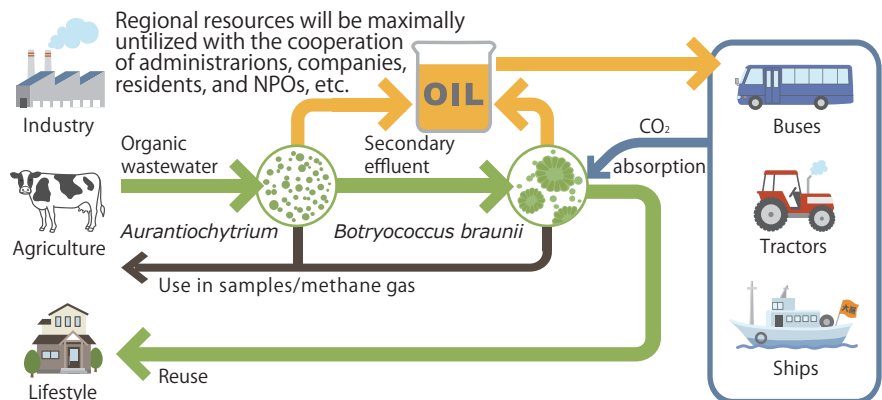 Regional resources will be maximally
untilized with the cooperation
of administrarions, companies,
residents, and NPOs, etc.
OIL
Industry
Buses
Organic
wastewater
Secondary
effluent
CO₂
absorption
Aurantiochytrium
Botryococcus braunii
Agriculture
Tractors
Use in samples/methane gas
Reuse
Lifestyle
Ships